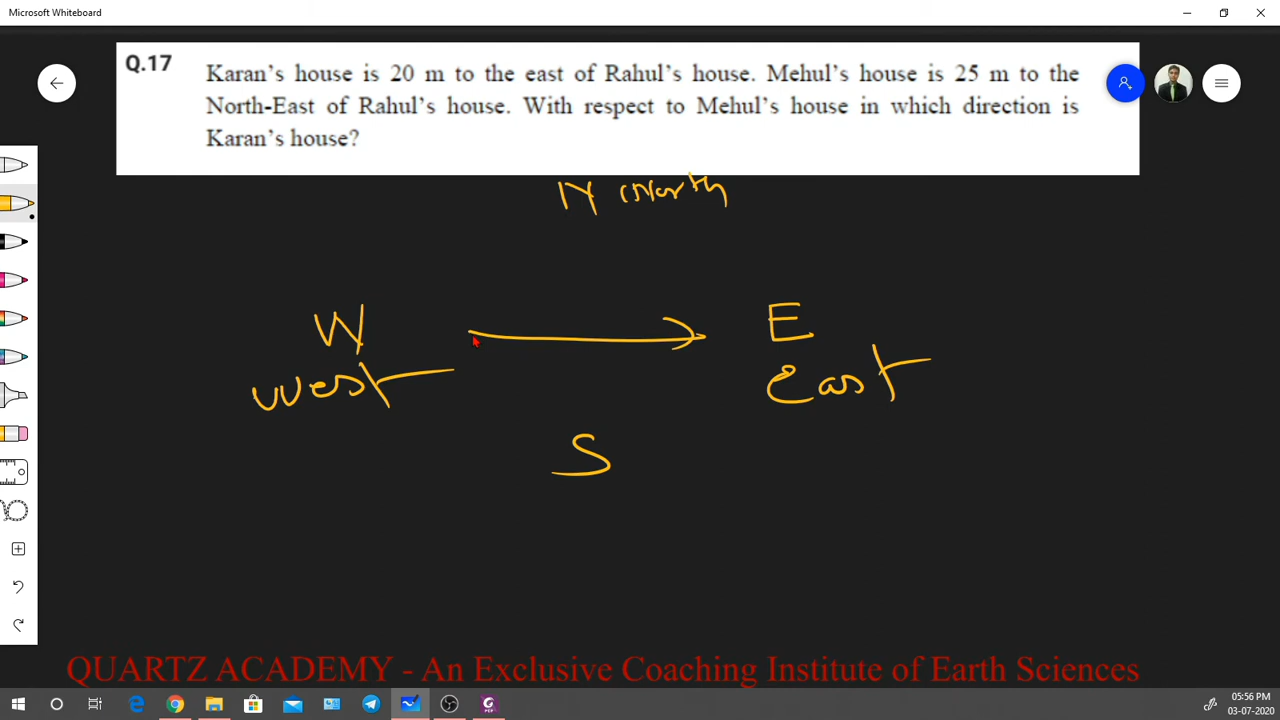 Microsoft Whiteboard
Q.17
Karan's house is 20 m to the east of Rahul's house. Mehul's house is 25 m to the
North-East of Rahul's house. With respect to Mehul's house in which direction is
Karan's house?
N (North
W
E
West
East
S
QUARTZ ACADEMY - An Exclusive Coaching Institute of Earth Sciences
05:56 PM
03-07-2020